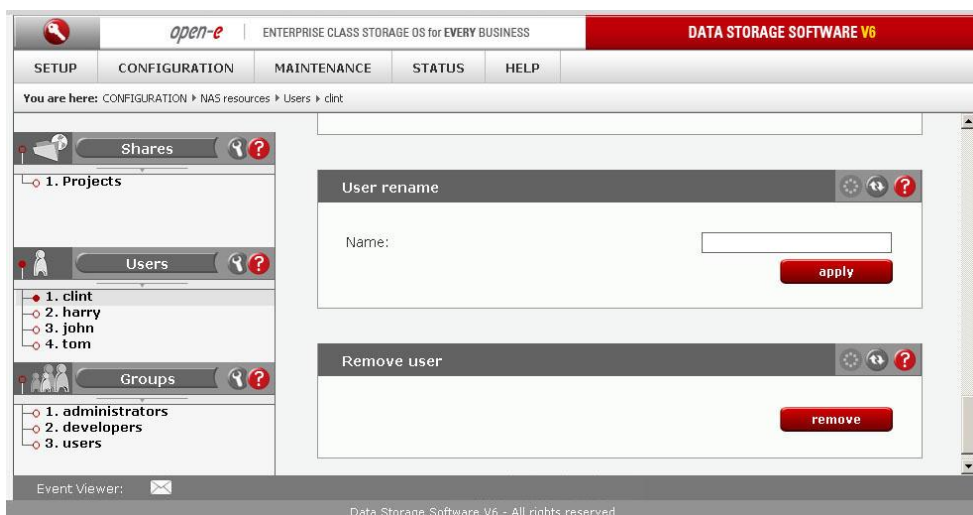 open-e ENTERPRISE CLASS STORAGE OS for EVERY BUSINESS DATA STORAGE SOFTWARE V6
SETUP CONFIGURATION MAINTENANCE STATUS HELP
You are here: CONFIGURATION NAS resources Users clint
Shares
1. Projects
Users
1. clint
2. harry
3. john
4. tom
Groups
1. administrators
2. developers
3. users
User rename
Name:
apply
Remove user
remove
Event Viewer:
Data Storage Software V6 - All rights reserved